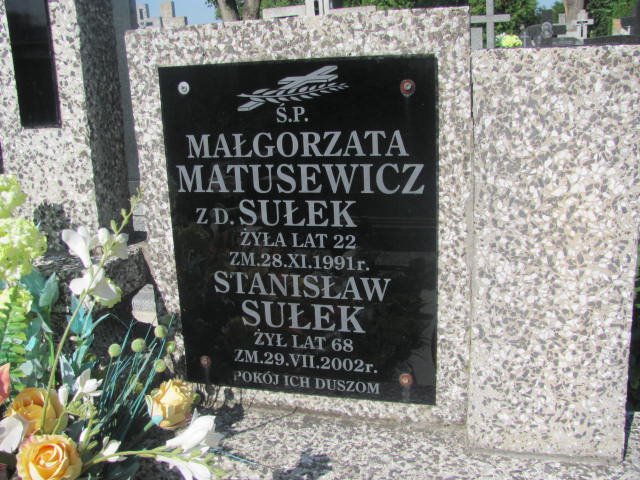 Ś.P.
MAŁGORZATA
MATUSEWICZ
Z D. SUŁEK
ŻYŁA LAT 22
ZM.28.XI.1991r.
STANISŁAW
SUŁEK
ŻYŁ LAT 68
ZM.29.VII.2002r.
POKÓJ ICH DUSZOM